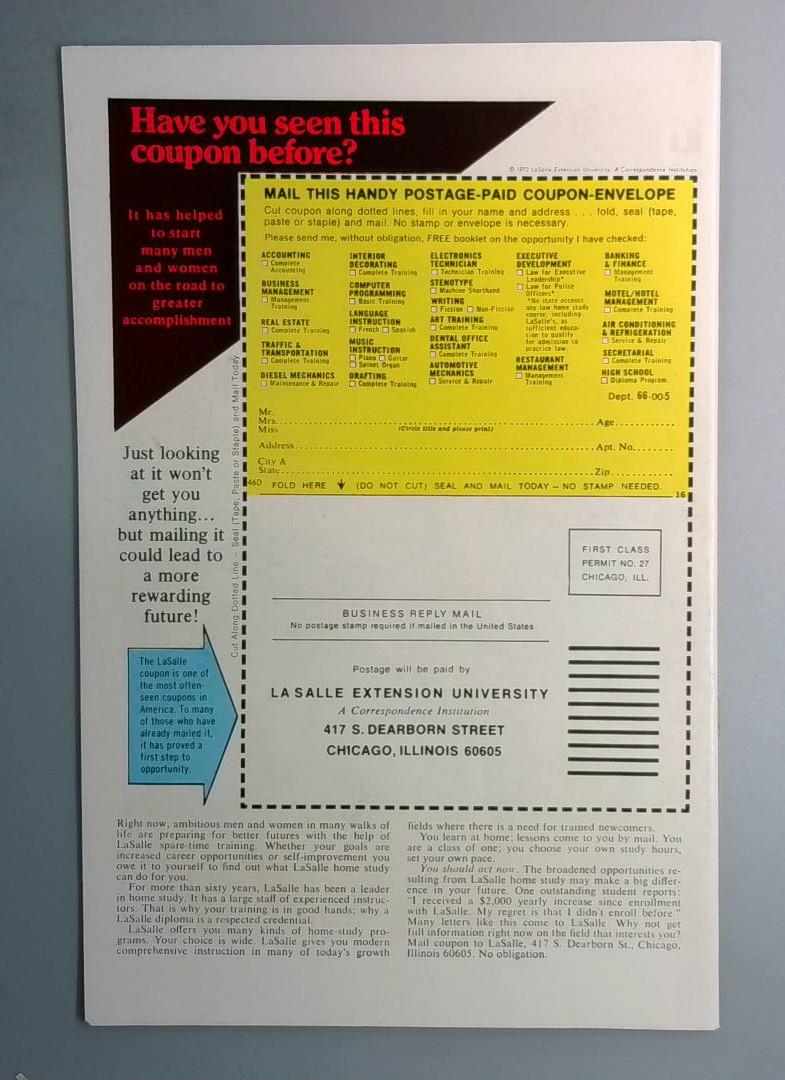 Have you seen this
coupon before?
© 1972 LaSalle Extension University, A Correspondence Institution
It has helped
to start
many men
and women
on the road to
greater
accomplishment
MAIL THIS HANDY POSTAGE-PAID COUPON-ENVELOPE
Cut coupon along dotted lines, fill in your name and address . . . fold, seal (tape,
paste or staple) and mail. No stamp or envelope is necessary.
Please send me, without obligation, FREE booklet on the opportunity I have checked:
ACCOUNTING
Complete
Accounting
BUSINESS
MANAGEMENT
Management
Training
REAL ESTATE
Complete Training
TRAFFIC &
TRANSPORTATION
Complete Training
DIESEL MECHANICS
Maintenance & Repair
INTERIOR
DECORATING
Complete Training
COMPUTER
PROGRAMMING
Basic Training
LANGUAGE
INSTRUCTION
French Spanish
MUSIC
INSTRUCTION
Piano Guitar
Spinet Organ
DRAFTING
Complete Training
ELECTRONICS
TECHNICIAN
Technician Training
STENOTYPE
Machine Shorthand
WRITING
Fiction Non-Fiction
ART TRAINING
Complete Training
DENTAL OFFICE
ASSISTANT
Complete Training
AUTOMOTIVE
MECHANICS
Service & Repair
EXECUTIVE
DEVELOPMENT
Law for Executive
Leadership*
Law for Police
Officers*
*No state accepts
any law home study
course, including
LaSalle's, as
sufficient educa-
tion to qualify
for admission to
practice law.
RESTAURANT
MANAGEMENT
Management
Training
BANKING
& FINANCE
Management
Training
MOTEL/HOTEL
MANAGEMENT
Complete Training
AIR CONDITIONING
& REFRIGERATION
Service & Repair
SECRETARIAL
Complete Training
HIGH SCHOOL
Diploma Program
Dept. 66-005
Mr.
Mrs. Age
Miss (Circle title and please print)
Address Apt. No.
City &
State Zip
46D FOLD HERE (DO NOT CUT) SEAL AND MAIL TODAY – NO STAMP NEEDED.
16
Cut Along Dotted Line – Seal (Tape, Paste or Staple) and Mail Today
Just looking
at it won't
get you
anything...
but mailing it
could lead to
a more
rewarding
future!
The LaSalle
coupon is one of
the most often-
seen coupons in
America. To many
of those who have
already mailed it,
it has proved a
first step to
opportunity.
FIRST CLASS
PERMIT NO. 27
CHICAGO, ILL.
BUSINESS REPLY MAIL
No postage stamp required if mailed in the United States
Postage will be paid by
LA SALLE EXTENSION UNIVERSITY
A Correspondence Institution
417 S. DEARBORN STREET
CHICAGO, ILLINOIS 60605
Right now, ambitious men and women in many walks of
life are preparing for better futures with the help of
LaSalle spare-time training. Whether your goals are
increased career opportunities or self-improvement you
owe it to yourself to find out what LaSalle home study
can do for you.
For more than sixty years, LaSalle has been a leader
in home study. It has a large staff of experienced instruc-
tors. That is why your training is in good hands; why a
LaSalle diploma is a respected credential.
LaSalle offers you many kinds of home-study pro-
grams. Your choice is wide. LaSalle gives you modern
comprehensive instruction in many of today's growth
fields where there is a need for trained newcomers.
You learn at home; lessons come to you by mail. You
are a class of one; you choose your own study hours,
set your own pace.
You should act now. The broadened opportunities re-
sulting from LaSalle home study may make a big differ-
ence in your future. One outstanding student reports:
"I received a $2,000 yearly increase since enrollment
with LaSalle. My regret is that I didn't enroll before."
Many letters like this come to LaSalle. Why not get
full information right now on the field that interests you?
Mail coupon to LaSalle, 417 S. Dearborn St., Chicago,
Illinois 60605. No obligation.